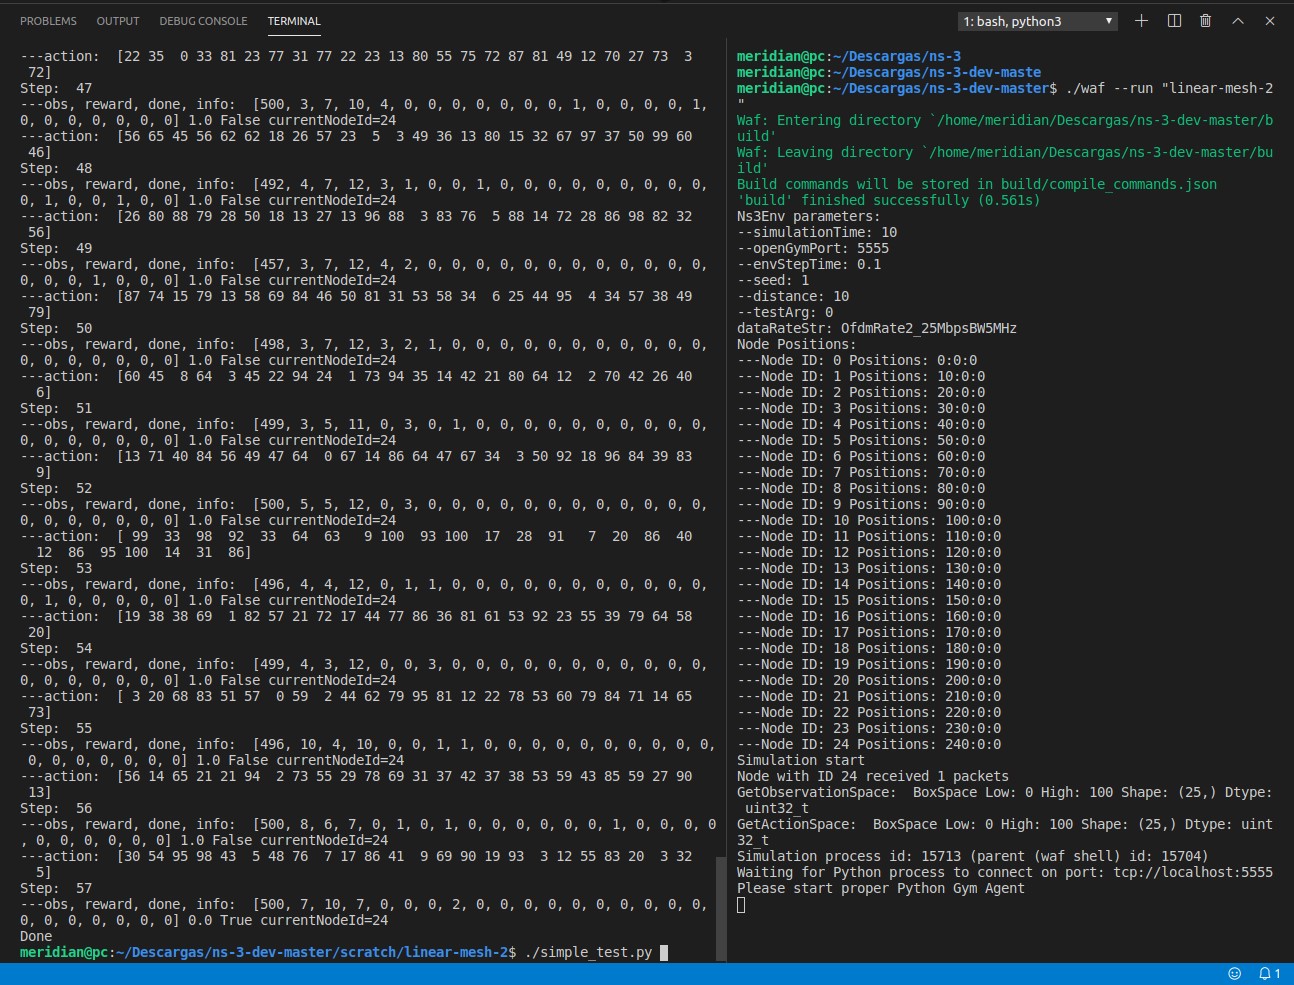 PROBLEMS OUTPUT DEBUG CONSOLE TERMINAL 1: bash, python3
---action:  [22 35  0 33 81 23 77 31 77 22 23 13 80 55 75 72 87 81 49 12 70 27 73  3
 72]
Step:  47
---obs, reward, done, info:  [500, 3, 7, 10, 4, 0, 0, 0, 0, 0, 0, 0, 1, 0, 0, 0, 0, 1,
0, 0, 0, 0, 0, 0, 0] 1.0 False currentNodeId=24
---action:  [56 65 45 56 62 62 18 26 57 23  5  3 49 36 13 80 15 32 67 97 37 50 99 60
 46]
Step:  48
---obs, reward, done, info:  [492, 4, 7, 12, 3, 1, 0, 0, 1, 0, 0, 0, 0, 0, 0, 0, 0, 0,
0, 1, 0, 0, 1, 0, 0] 1.0 False currentNodeId=24
---action:  [26 80 88 79 28 50 18 13 27 13 96 88  3 83 76  5 88 14 72 28 86 98 82 32
 56]
Step:  49
---obs, reward, done, info:  [457, 3, 7, 12, 4, 2, 0, 0, 0, 0, 0, 0, 0, 0, 0, 0, 0, 0,
0, 0, 0, 1, 0, 0, 0] 1.0 False currentNodeId=24
---action:  [87 74 15 79 13 58 69 84 46 50 81 31 53 58 34  6 25 44 95  4 34 57 38 49
 79]
Step:  50
---obs, reward, done, info:  [498, 3, 7, 12, 3, 2, 1, 0, 0, 0, 0, 0, 0, 0, 0, 0, 0, 0,
0, 0, 0, 0, 0, 0, 0] 1.0 False currentNodeId=24
---action:  [60 45  8 64  3 45 22 94 24  1 73 94 35 14 42 21 80 64 12  2 70 42 26 40
  6]
Step:  51
---obs, reward, done, info:  [499, 3, 5, 11, 0, 3, 0, 1, 0, 0, 0, 0, 0, 0, 0, 0, 0, 0,
0, 0, 0, 0, 0, 0, 0] 1.0 False currentNodeId=24
---action:  [13 71 40 84 56 49 47 64  0 67 14 86 64 47 67 34  3 50 92 18 96 84 39 83
  9]
Step:  52
---obs, reward, done, info:  [500, 5, 5, 12, 0, 3, 0, 0, 0, 0, 0, 0, 0, 0, 0, 0, 0, 0,
0, 0, 0, 0, 0, 0, 0] 1.0 False currentNodeId=24
---action:  [ 99  33  98  92  33  64  63   9 100  93 100  17  28  91   7  20  86  40
  12  86  95 100  14  31  86]
Step:  53
---obs, reward, done, info:  [496, 4, 4, 12, 0, 1, 1, 0, 0, 0, 0, 0, 0, 0, 0, 0, 0, 0,
0, 1, 0, 0, 0, 0, 0] 1.0 False currentNodeId=24
---action:  [19 38 38 69  1 82 57 21 72 17 44 77 86 36 81 61 53 92 23 55 39 79 64 58
 20]
Step:  54
---obs, reward, done, info:  [499, 4, 3, 12, 0, 0, 3, 0, 0, 0, 0, 0, 0, 0, 0, 0, 0, 0,
0, 0, 0, 0, 0, 0, 0] 1.0 False currentNodeId=24
---action:  [ 3 20 68 83 51 57  0 59  2 44 62 79 95 81 12 22 78 53 60 79 84 71 14 65
 73]
Step:  55
---obs, reward, done, info:  [496, 10, 4, 10, 0, 0, 1, 1, 0, 0, 0, 0, 0, 0, 0, 0, 0, 0,
 0, 0, 0, 0, 0, 0, 0] 1.0 False currentNodeId=24
---action:  [56 14 65 21 21 94  2 73 55 29 78 69 31 37 42 37 38 53 59 43 85 59 27 90
 13]
Step:  56
---obs, reward, done, info:  [500, 8, 6, 7, 0, 1, 0, 1, 0, 0, 0, 0, 0, 0, 1, 0, 0, 0, 0
, 0, 0, 0, 0, 0, 0] 1.0 False currentNodeId=24
---action:  [30 54 95 98 43  5 48 76  7 17 86 41  9 69 90 19 93  3 12 55 83 20  3 32
  5]
Step:  57
---obs, reward, done, info:  [500, 7, 10, 7, 0, 0, 0, 2, 0, 0, 0, 0, 0, 0, 0, 0, 0, 0,
0, 0, 0, 0, 0, 0, 0] 0.0 True currentNodeId=24
Done
meridian@pc:~/Descargas/ns-3-dev-master/scratch/linear-mesh-2$ ./simple_test.py
meridian@pc:~/Descargas/ns-3
meridian@pc:~/Descargas/ns-3-dev-maste
meridian@pc:~/Descargas/ns-3-dev-master$ ./waf --run "linear-mesh-2
"
Waf: Entering directory `/home/meridian/Descargas/ns-3-dev-master/b
uild'
Waf: Leaving directory `/home/meridian/Descargas/ns-3-dev-master/bu
ild'
Build commands will be stored in build/compile_commands.json
'build' finished successfully (0.561s)
Ns3Env parameters:
--simulationTime: 10
--openGymPort: 5555
--envStepTime: 0.1
--seed: 1
--distance: 10
--testArg: 0
dataRateStr: OfdmRate2_25MbpsBW5MHz
Node Positions:
---Node ID: 0 Positions: 0:0:0
---Node ID: 1 Positions: 10:0:0
---Node ID: 2 Positions: 20:0:0
---Node ID: 3 Positions: 30:0:0
---Node ID: 4 Positions: 40:0:0
---Node ID: 5 Positions: 50:0:0
---Node ID: 6 Positions: 60:0:0
---Node ID: 7 Positions: 70:0:0
---Node ID: 8 Positions: 80:0:0
---Node ID: 9 Positions: 90:0:0
---Node ID: 10 Positions: 100:0:0
---Node ID: 11 Positions: 110:0:0
---Node ID: 12 Positions: 120:0:0
---Node ID: 13 Positions: 130:0:0
---Node ID: 14 Positions: 140:0:0
---Node ID: 15 Positions: 150:0:0
---Node ID: 16 Positions: 160:0:0
---Node ID: 17 Positions: 170:0:0
---Node ID: 18 Positions: 180:0:0
---Node ID: 19 Positions: 190:0:0
---Node ID: 20 Positions: 200:0:0
---Node ID: 21 Positions: 210:0:0
---Node ID: 22 Positions: 220:0:0
---Node ID: 23 Positions: 230:0:0
---Node ID: 24 Positions: 240:0:0
Simulation start
Node with ID 24 received 1 packets
GetObservationSpace:  BoxSpace Low: 0 High: 100 Shape: (25,) Dtype:
 uint32_t
GetActionSpace:  BoxSpace Low: 0 High: 100 Shape: (25,) Dtype: uint
32_t
Simulation process id: 15713 (parent (waf shell) id: 15704)
Waiting for Python process to connect on port: tcp://localhost:5555
Please start proper Python Gym Agent
1